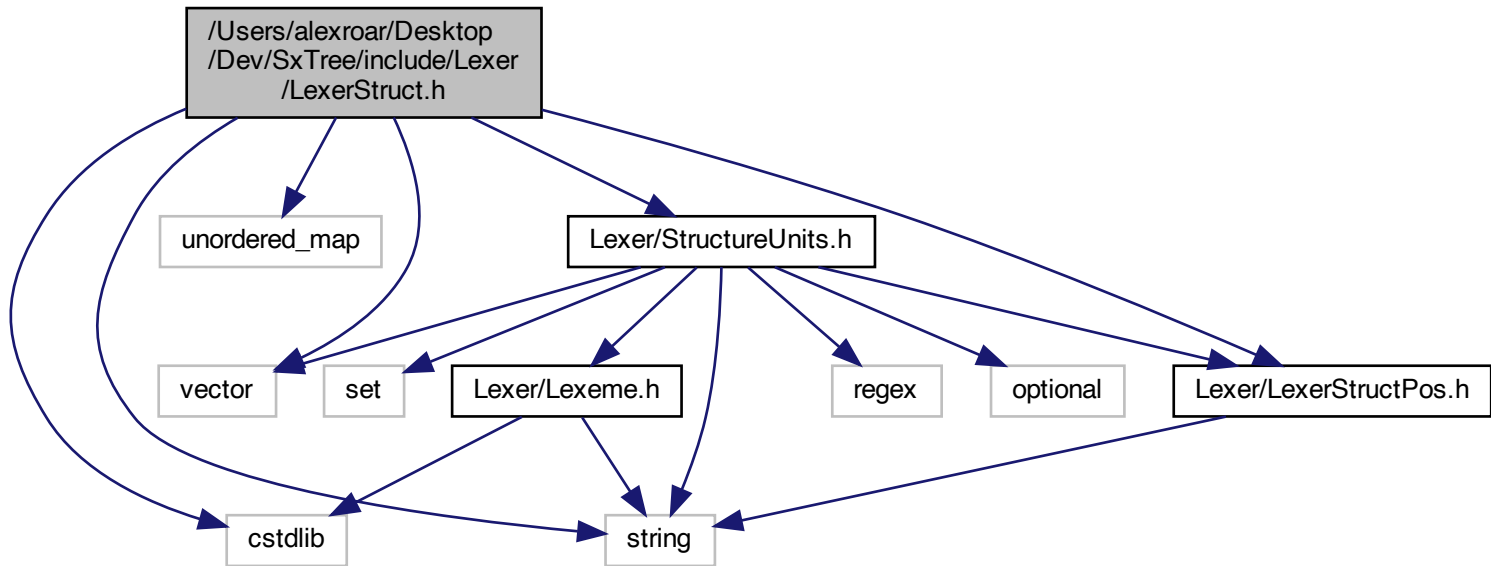 /Users/alexroar/Desktop
/Dev/SxTree/include/Lexer
/LexerStruct.h
unordered_map
Lexer/StructureUnits.h
vector
set
Lexer/Lexeme.h
regex
optional
Lexer/LexerStructPos.h
cstdlib
string